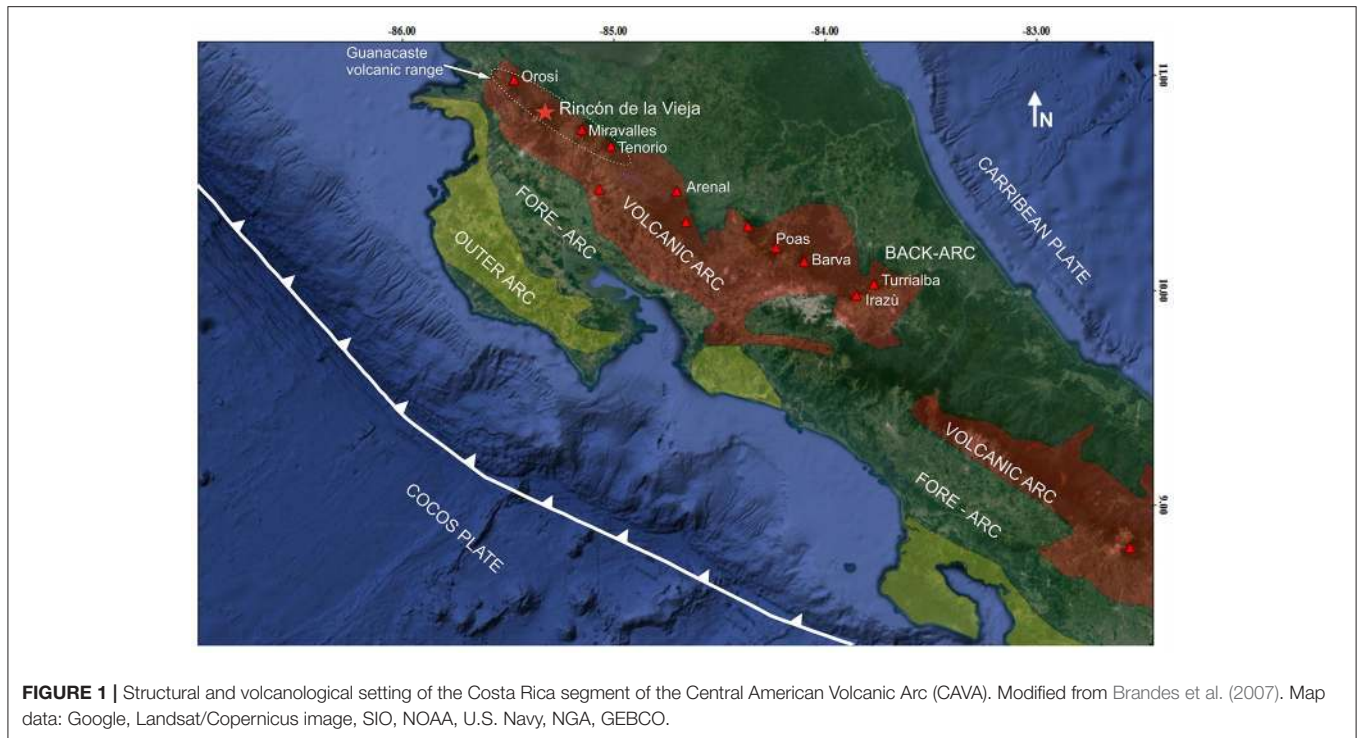 -86.00
-85.00
-84.00
-83.00
Guanacaste
volcanic range
Orosi
11.00
Rincón de la Vieja
N
Miravalles
Tenorio
CARRIBEAN PLATE
Arenal
FORE - ARC
VOLCANIC ARC
OUTER ARC
Poas
BACK-ARC
Barva
Turrialba
10.00
Irazù
VOLCANIC ARC
COCOS PLATE
FORE - ARC
9.00
FIGURE 1 | Structural and volcanological setting of the Costa Rica segment of the Central American Volcanic Arc (CAVA). Modified from Brandes et al. (2007). Map
data: Google, Landsat/Copernicus image, SIO, NOAA, U.S. Navy, NGA, GEBCO.